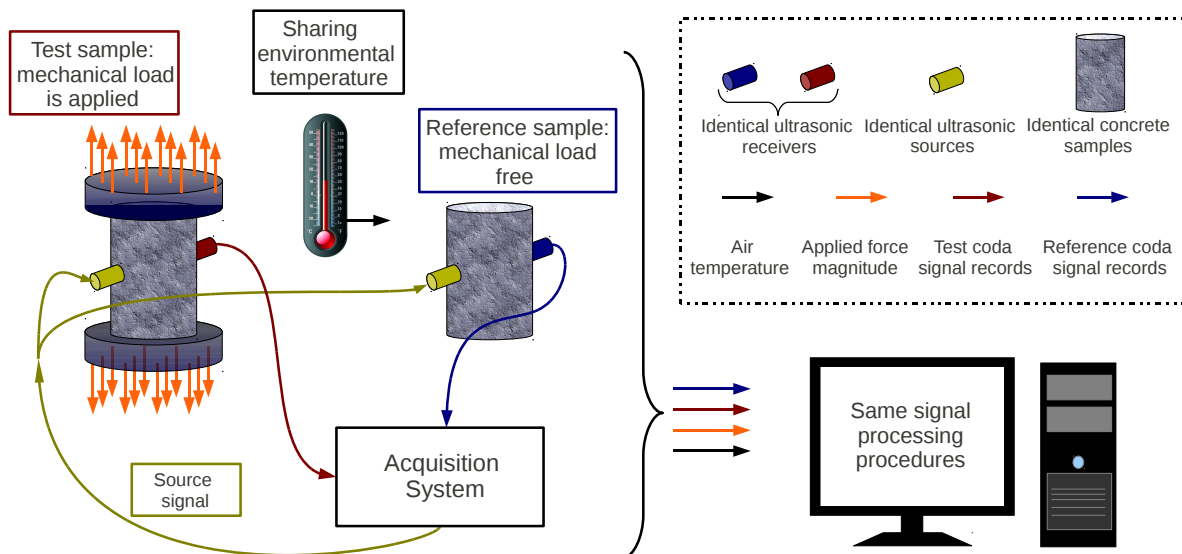 Test sample:
mechanical load
is applied
Sharing
environmental
temperature
Reference sample:
mechanical load
free
Source
signal
Acquisition
System
Identical ultrasonic
receivers
Identical ultrasonic
sources
Identical concrete
samples
Air
temperature
Applied force
magnitude
Test coda
signal records
Reference coda
signal records
Same signal
processing
procedures